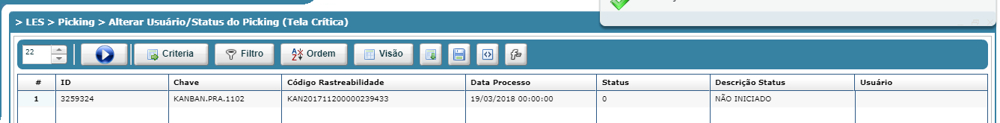 > LES > Picking > Alterar Usuário/Status do Picking (Tela Crítica)
22 Criteria Filtro Ordem Visão
# ID Chave Código Rastreabilidade Data Processo Status Descrição Status Usuário
1 3259324 KANBAN.PRA.1102 KAN201711200000239433 19/03/2018 00:00:00 0 NÃO INICIADO